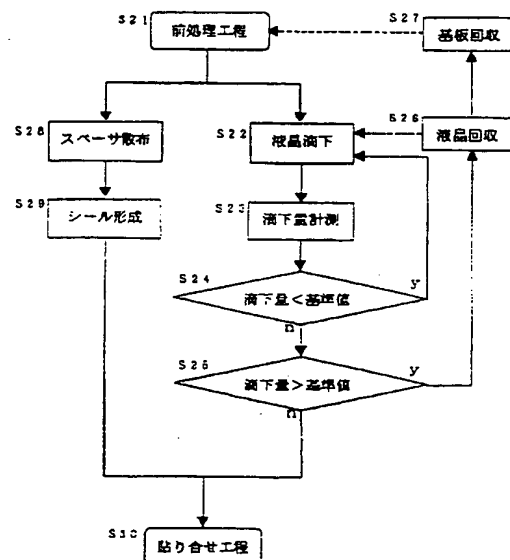 S21
前処理工程
S27
基板回収
S28
スペーサ散布
S22
液晶滴下
S26
液晶回収
S29
シール形成
S23
滴下量計測
S24
滴下量<基準値
y
n
S25
滴下量>基準値
y
n
S30
貼り合せ工程